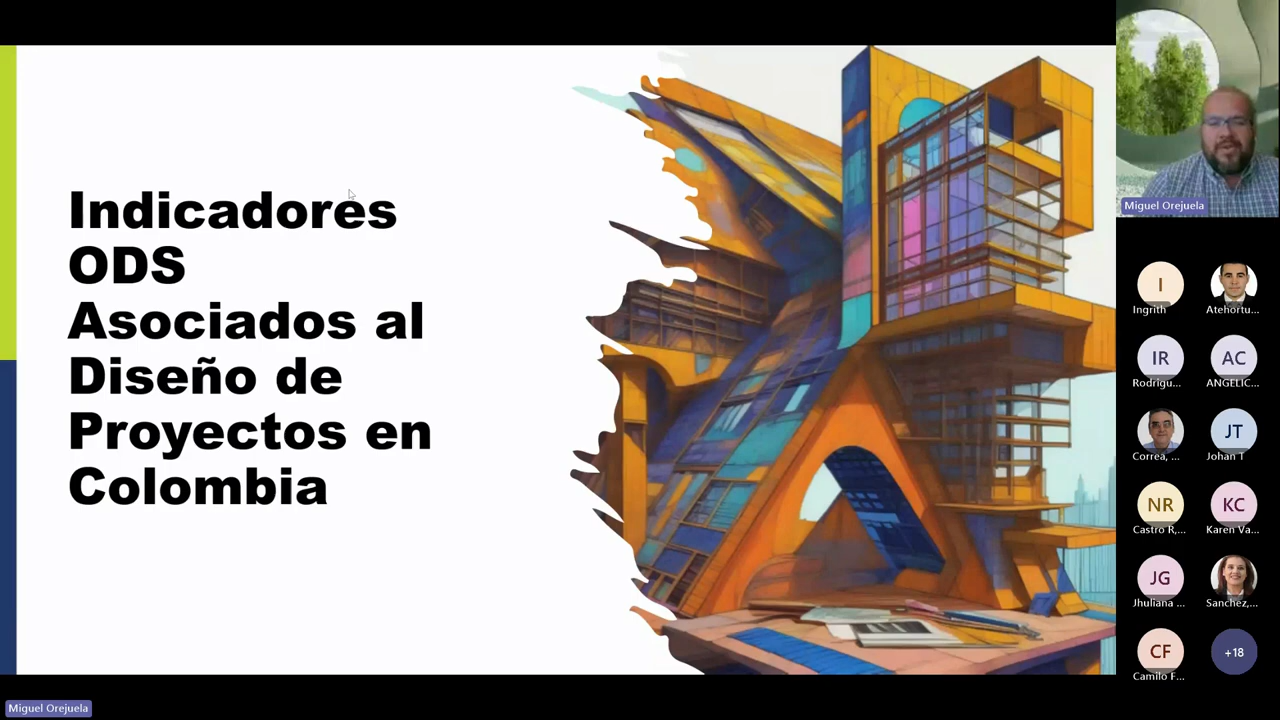 Indicadores
ODS
Asociados al
Diseño de
Proyectos en
Colombia
Miguel Orejuela
I
Ingrith
Atehortu...
IR
Rodrigu...
AC
ANGELIC...
Correa, ...
JT
Johan T
NR
Castro R,...
KC
Karen Va...
JG
Jhuliana ...
Sanchez,...
CF
Camilo F...
+18
Miguel Orejuela